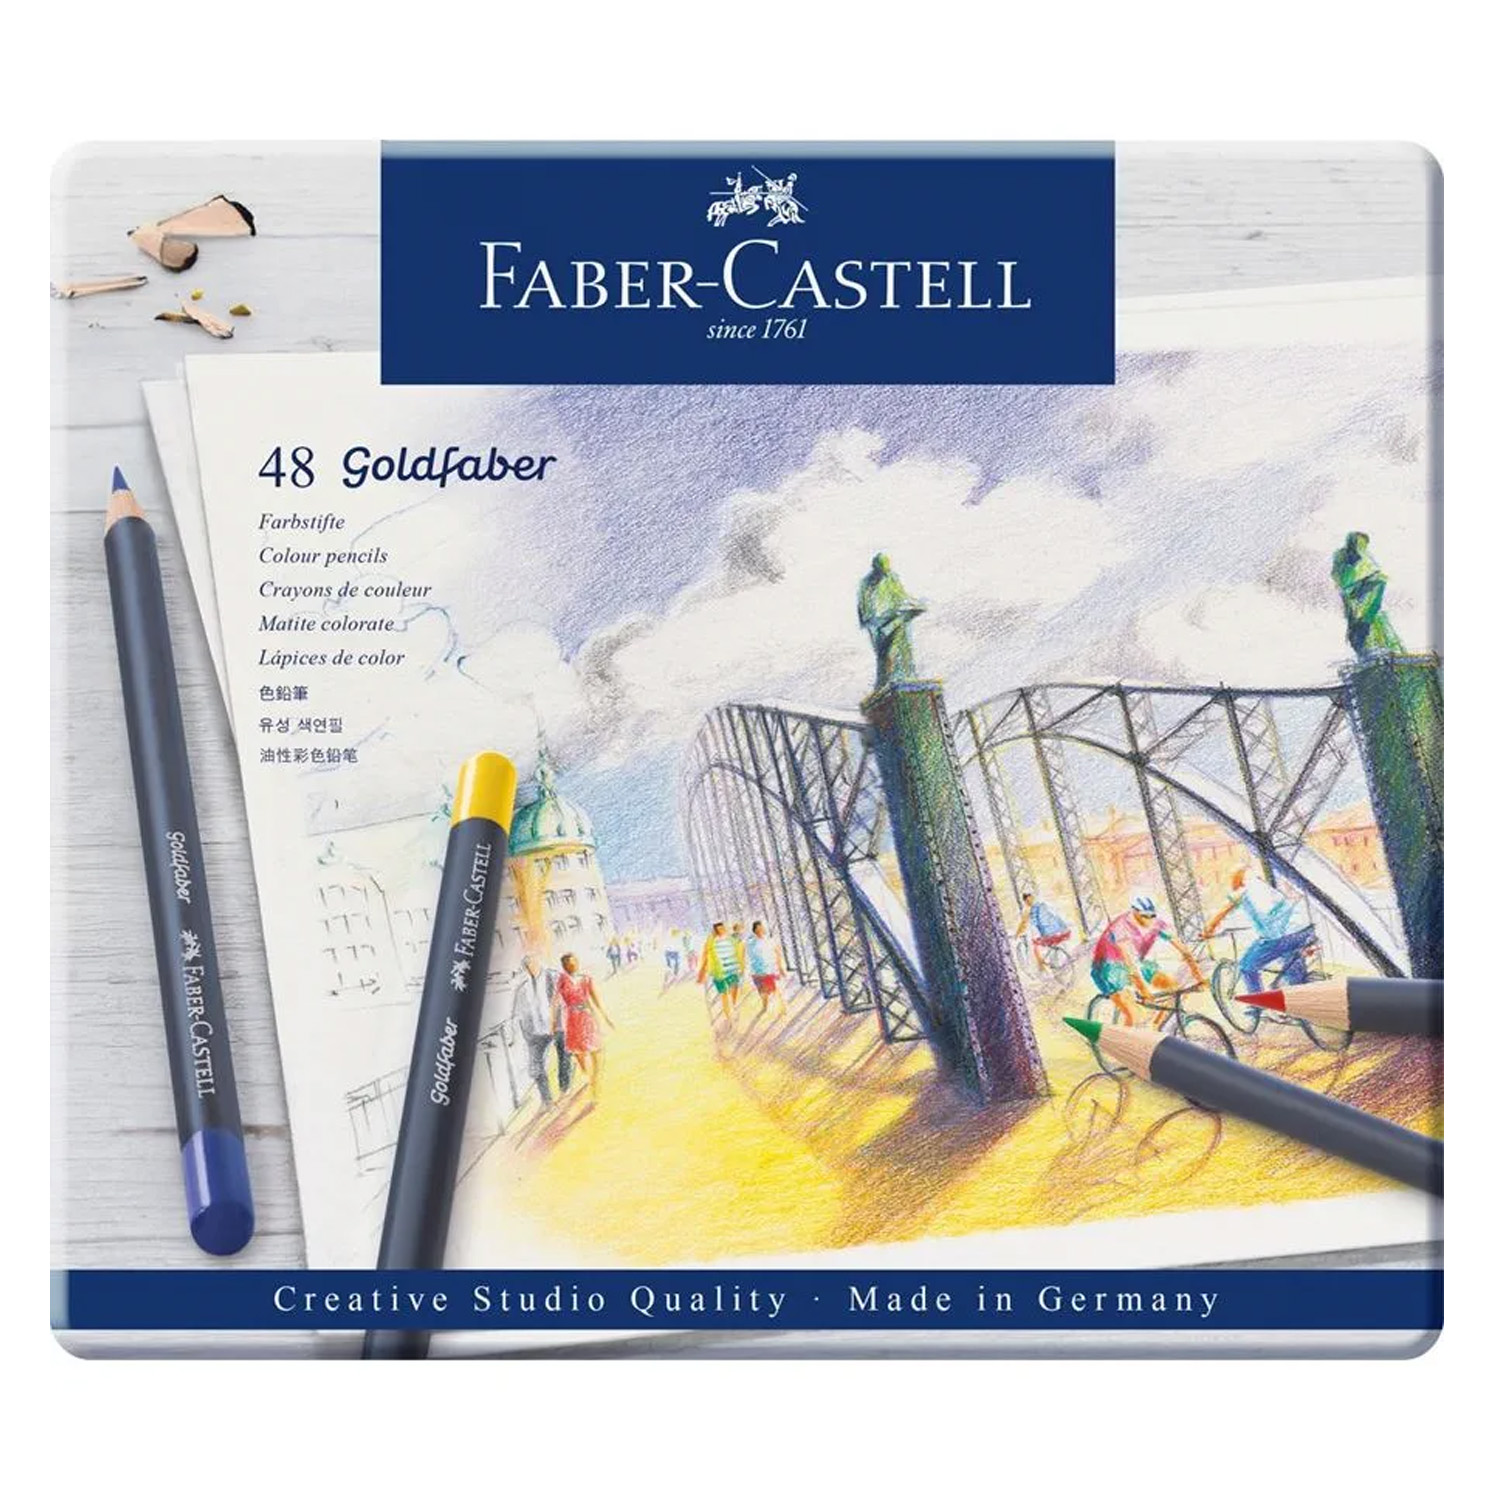 FABER-CASTELL
since 1761
48 Goldfaber
Farbstifte
Colour pencils
Crayons de couleur
Matite colorate
Lápices de color
色鉛筆
유성 색연필
油性彩色铅笔
Goldfaber FABER-CASTELL
Goldfaber FABER-CASTELL
Creative Studio Quality · Made in Germany